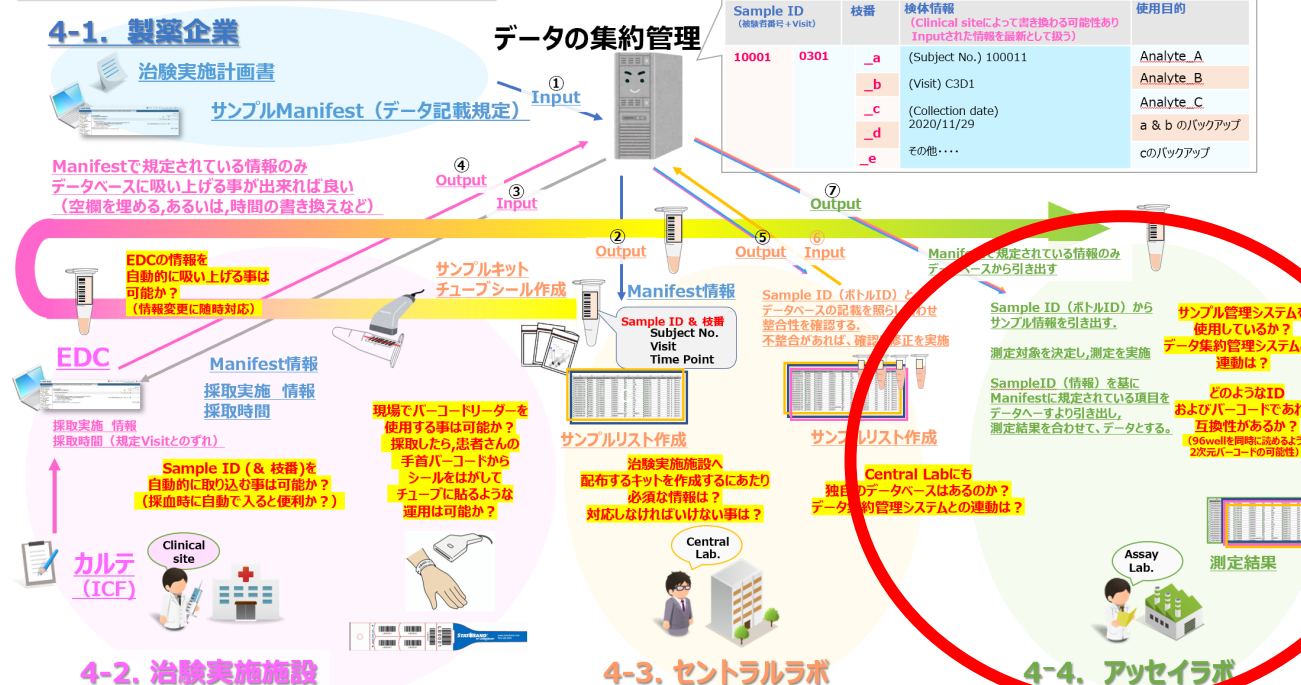 4-1. 製薬企業
治験実施計画書
サンプルManifest（データ記載規定）
データの集約管理
①
Input
Sample ID
（被験者番号+Visit）
枝番
検体情報
（Clinical siteによって書き換わる可能性あり
Inputされた情報を最新として扱う）
使用目的
10001 0301
_a
(Subject No.) 100011
Analyte_A
_b
(Visit) C3D1
Analyte_B
_c
(Collection date)
2020/11/29
Analyte_C
_d
a & b のバックアップ
_e
その他・・・・
cのバックアップ
Manifestで規定されている情報のみ
データベースに吸い上げる事が出来れば良い
（空欄を埋める,あるいは,時間の書き換えなど）
④
Output
③
Input
②
Output
⑤
Output
⑥
Input
⑦
Output
EDCの情報を
自動的に吸い上げる事は
可能か？
（情報変更に随時対応）
サンプルキット
チューブシール作成
Manifest情報
Sample ID & 枝番
Subject No.
Visit
Time Point
EDC
Manifest情報
採取実施 情報
採取時間
採取実施 情報
採取時間（規定Visitとのずれ）
Sample ID (& 枝番)を
自動的に取り込む事は可能か？
（採血時に自動で入ると便利か？）
現場でバーコードリーダーを
使用する事は可能か？
採取したら,患者さんの
手首バーコードから
シールをはがして
チューブに貼るような
運用は可能か？
カルテ
（ICF）
Clinical
site
4-2. 治験実施施設
サンプルリスト作成
治験実施施設へ
配布するキットを作成するにあたり
必須な情報は？
対応しなければいけない事は？
Central
Lab.
4-3. セントラルラボ
Sample ID（ボトルID）と
データベースの記載を照らし合わせ
整合性を確認する.
不整合があれば、確認・修正を実施
サンプルリスト作成
Central Labにも
独自のデータベースはあるのか？
データ集約管理システムとの連動は？
Manifestで規定されている情報のみ
データベースから引き出す
Sample ID（ボトルID）から
サンプル情報を引き出す.
測定対象を決定し,測定を実施
SampleID（情報）を基に
Manifestに規定されている項目を
データベースより引き出し,
測定結果を合わせて、データとする。
サンプル管理システムを
使用しているか？
データ集約管理システム
連動は？
どのようなID
およびバーコードであれ
互換性があるか？
（96wellを同時に読めるよう
2次元バーコードの可能性）
測定結果
Assay
Lab.
4-4. アッセイラボ